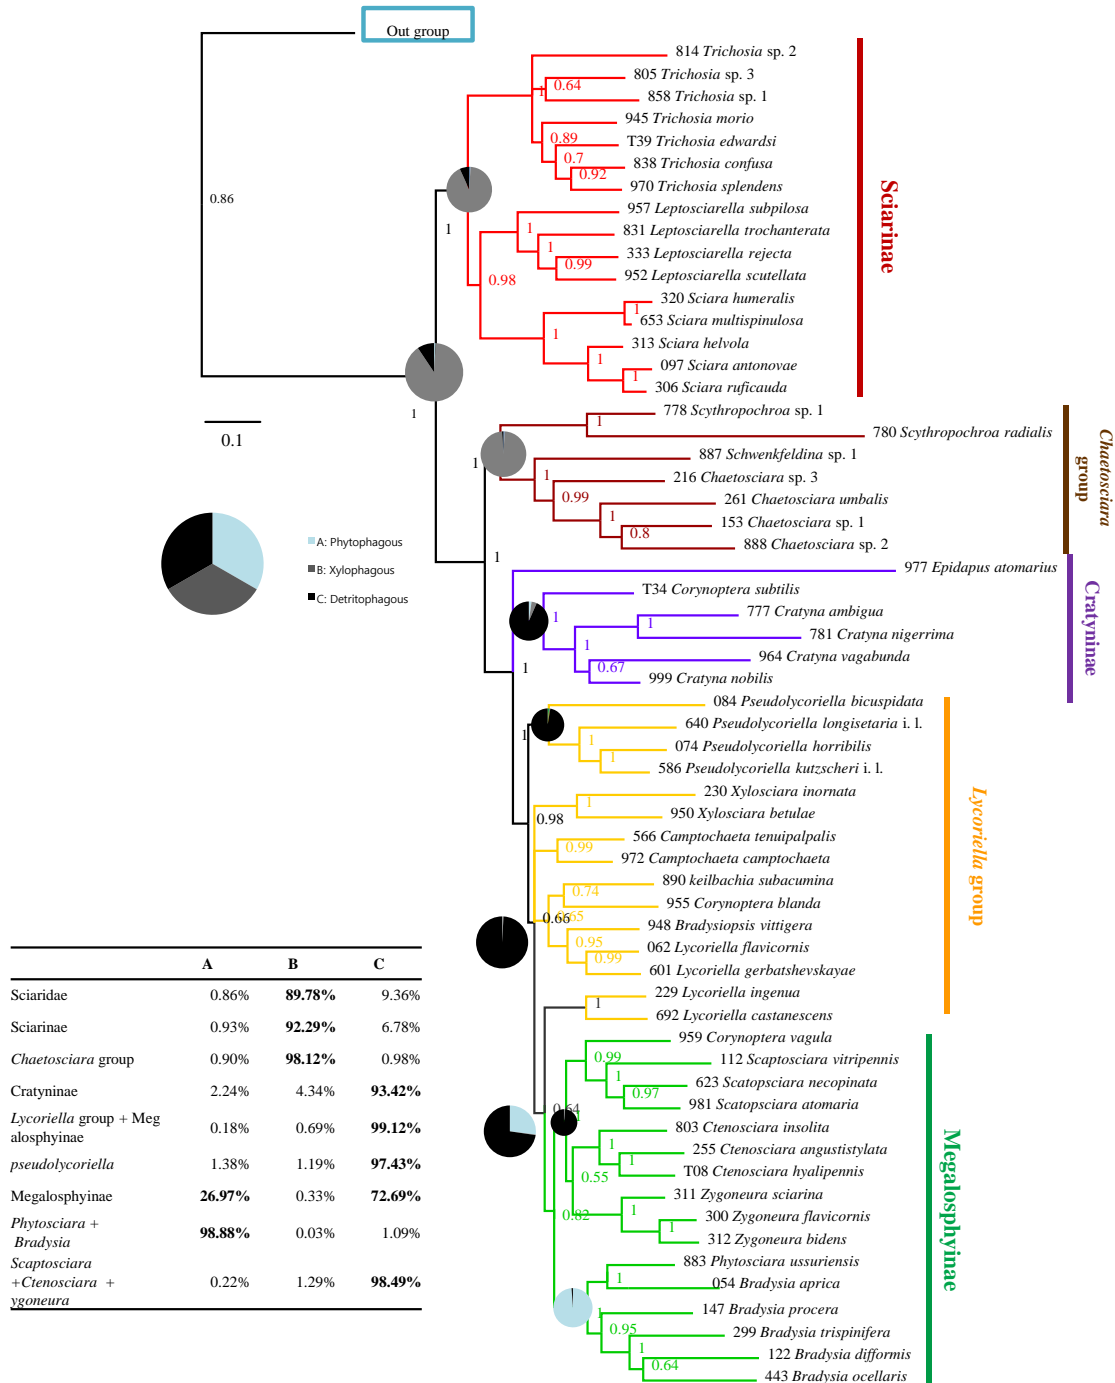 Out group
814 Trichosia sp. 2
805 Trichosia sp. 3
0.64
1
858 Trichosia sp. 1
945 Trichosia morio
0.89
T39 Trichosia edwardsi
0.7
838 Trichosia confusa
0.92
970 Trichosia splendens
0.86
957 Leptosciarella subpilosa
1
831 Leptosciarella trochanterata
1
1
333 Leptosciarella rejecta
0.99
952 Leptosciarella scutellata
0.98
320 Sciara humeralis
1
653 Sciara multispinulosa
1
313 Sciara helvola
1
097 Sciara antonovae
1
306 Sciara ruficauda
Sciarinae
1
778 Scythropochroa sp. 1
1
780 Scythropochroa radialis
0.1
887 Schwenkfeldina sp. 1
1
1
216 Chaetosciara sp. 3
0.99
261 Chaetosciara umbalis
1
153 Chaetosciara sp. 1
0.8
888 Chaetosciara sp. 2
Chaetosciara
group
A: Phytophagous
B: Xylophagous
C: Detritophagous
1
977 Epidapus atomarius
T34 Corynoptera subtilis
1
777 Cratyna ambigua
1
781 Cratyna nigerrima
1
964 Cratyna vagabunda
0.67
999 Cratyna nobilis
1
Cratyninae
084 Pseudolycoriella bicuspidata
640 Pseudolycoriella longisetaria i. l.
1
1
074 Pseudolycoriella horribilis
1
586 Pseudolycoriella kutzscheri i. l.
230 Xylosciara inornata
1
950 Xylosciara betulae
0.98
566 Camptochaeta tenuipalpalis
0.99
972 Camptochaeta camptochaeta
890 keilbachia subacumina
0.74
955 Corynoptera blanda
0.65
0.66
948 Bradysiopsis vittigera
0.95
062 Lycoriella flavicornis
0.99
601 Lycoriella gerbatshevskayae
229 Lycoriella ingenua
1
692 Lycoriella castanescens
Lycoriella group
959 Corynoptera vagula
0.99
112 Scaptosciara vitripennis
1
623 Scatopsciara necopinata
0.97
981 Scatopsciara atomaria
0.64
1
803 Ctenosciara insolita
1
255 Ctenosciara angustistylata
1
T08 Ctenosciara hyalipennis
0.55
311 Zygoneura sciarina
1
0.82
300 Zygoneura flavicornis
1
312 Zygoneura bidens
883 Phytosciara ussuriensis
1
054 Bradysia aprica
1
147 Bradysia procera
0.95
299 Bradysia trispinifera
1
122 Bradysia difformis
0.64
443 Bradysia ocellaris
Megalosphyinae
A B C
Sciaridae 0.86% 89.78% 9.36%
Sciarinae 0.93% 92.29% 6.78%
Chaetosciara group 0.90% 98.12% 0.98%
Cratyninae 2.24% 4.34% 93.42%
Lycoriella group + Meg
alosphyinae 0.18% 0.69% 99.12%
pseudolycoriella 1.38% 1.19% 97.43%
Megalosphyinae 26.97% 0.33% 72.69%
Phytosciara +
Bradysia 98.88% 0.03% 1.09%
Scaptosciara
+Ctenosciara + 0.22% 1.29% 98.49%
ygoneura